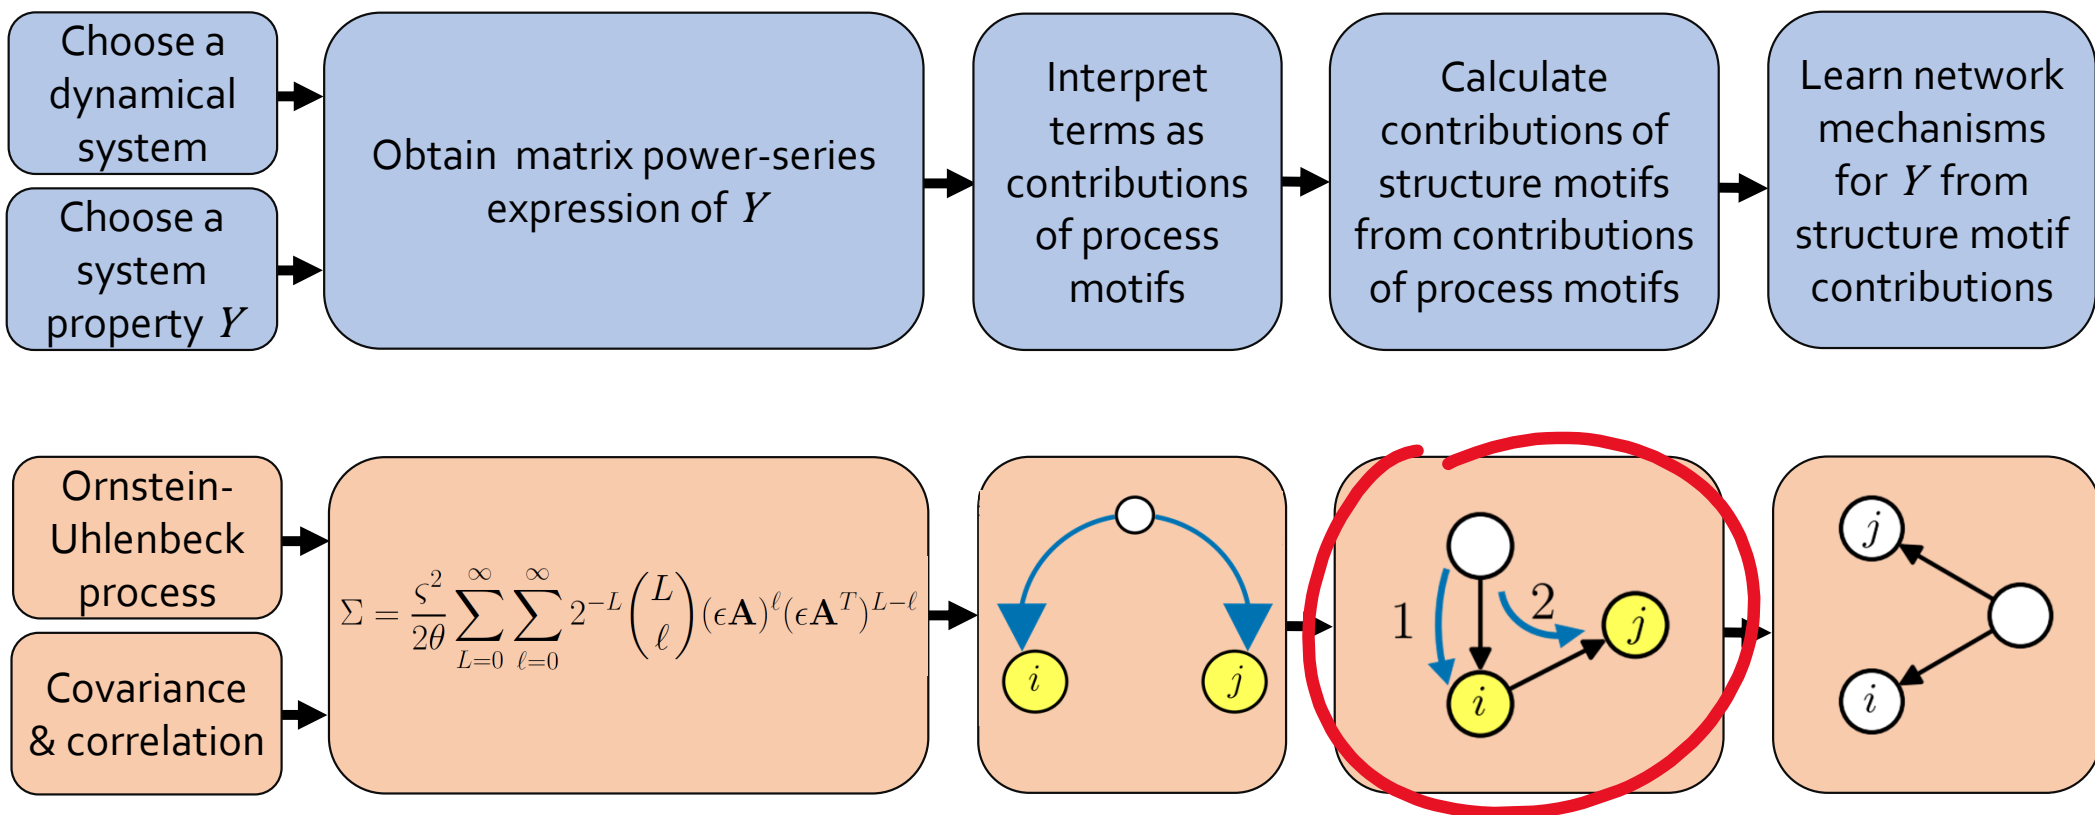 Choose a
dynamical
system
Choose a
system
property Y
Obtain matrix power-series
expression of Y
Interpret
terms as
contributions
of process
motifs
Calculate
contributions of
structure motifs
from contributions
of process motifs
Learn network
mechanisms
for Y from
structure motif
contributions
Ornstein-
Uhlenbeck
process
Covariance
& correlation
Σ = ς²/2θ ∑_{L=0}^{∞} ∑_{ℓ=0}^{∞} 2^{-L} (L ℓ) (ϵA)^ℓ (ϵA^T)^{L-ℓ}
i
j
1
2
j
i
j
i